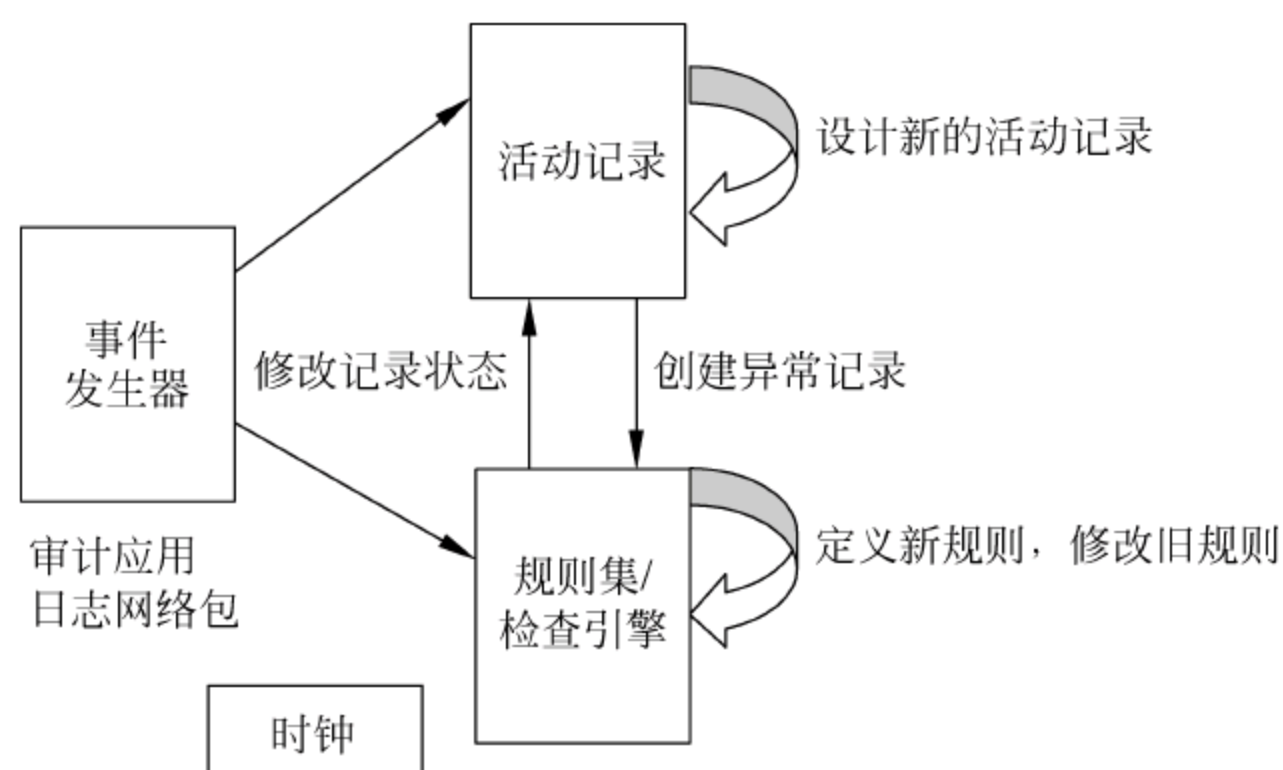 活动记录
设计新的活动记录
事件
发生器
修改记录状态
创建异常记录
审计应用
日志网络包
规则集/
检查引擎
定义新规则，修改旧规则
时钟